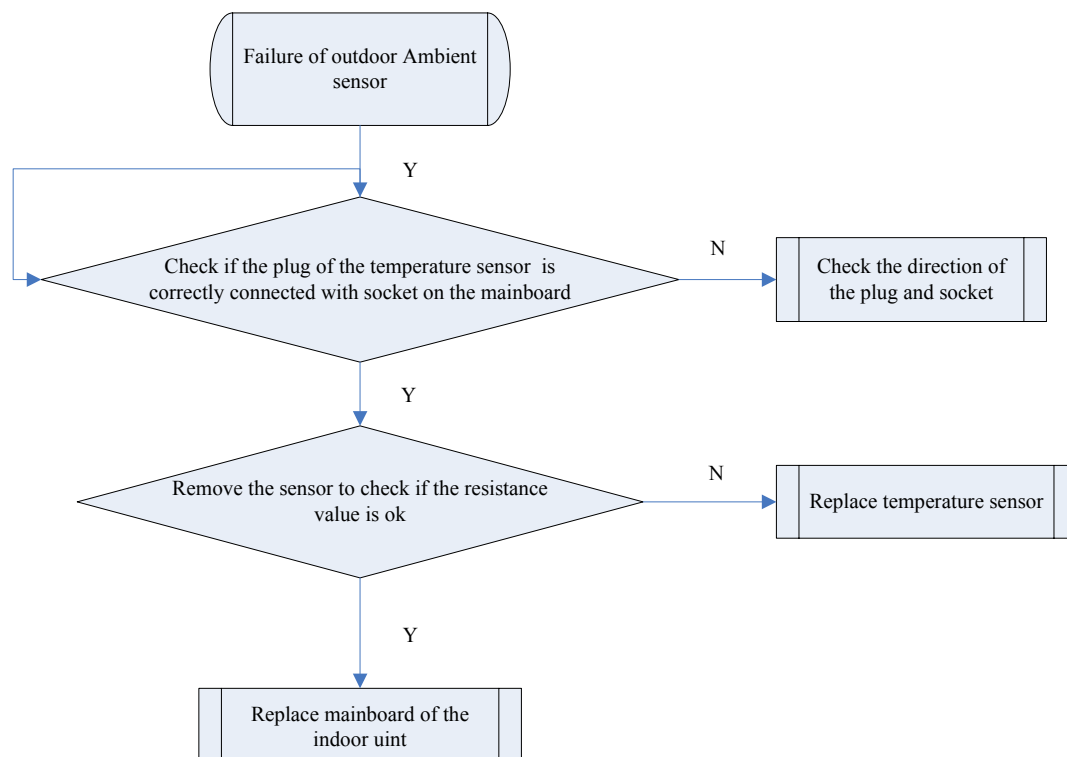 Failure of outdoor Ambient
sensor
Y
Check if the plug of the temperature sensor  is
correctly connected with socket on the mainboard
N
Check the direction of
the plug and socket
Y
Remove the sensor to check if the resistance
value is ok
N
Replace temperature sensor
Y
Replace mainboard of the
indoor uint